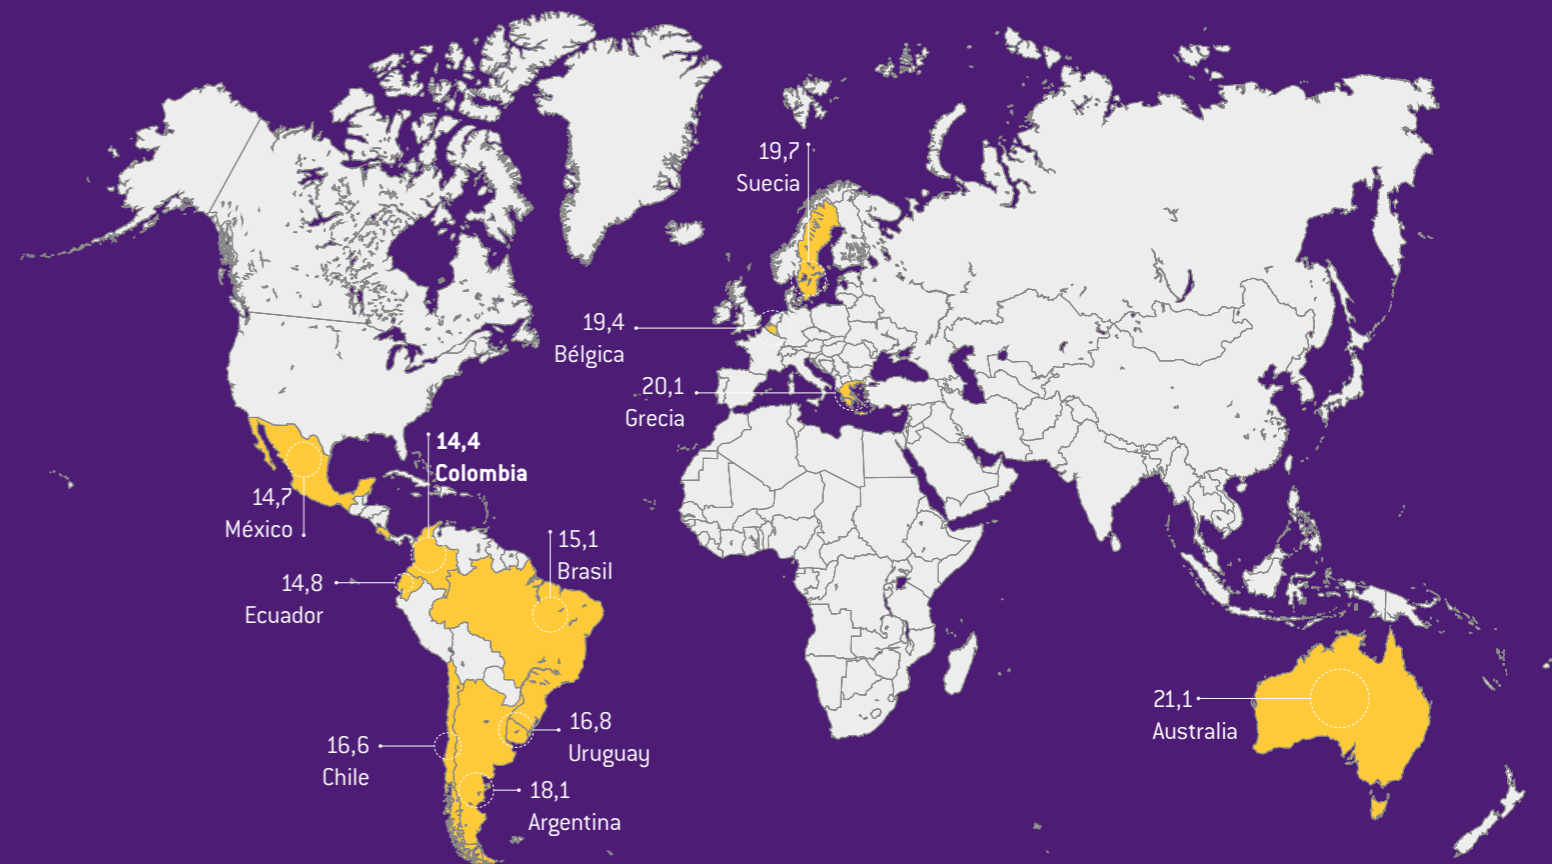 19,7
Suecia
19,4
Bélgica
20,1
Grecia
14,4
Colombia
14,7
México
15,1
Brasil
14,8
Ecuador
21,1
Australia
16,8
Uruguay
16,6
Chile
18,1
Argentina